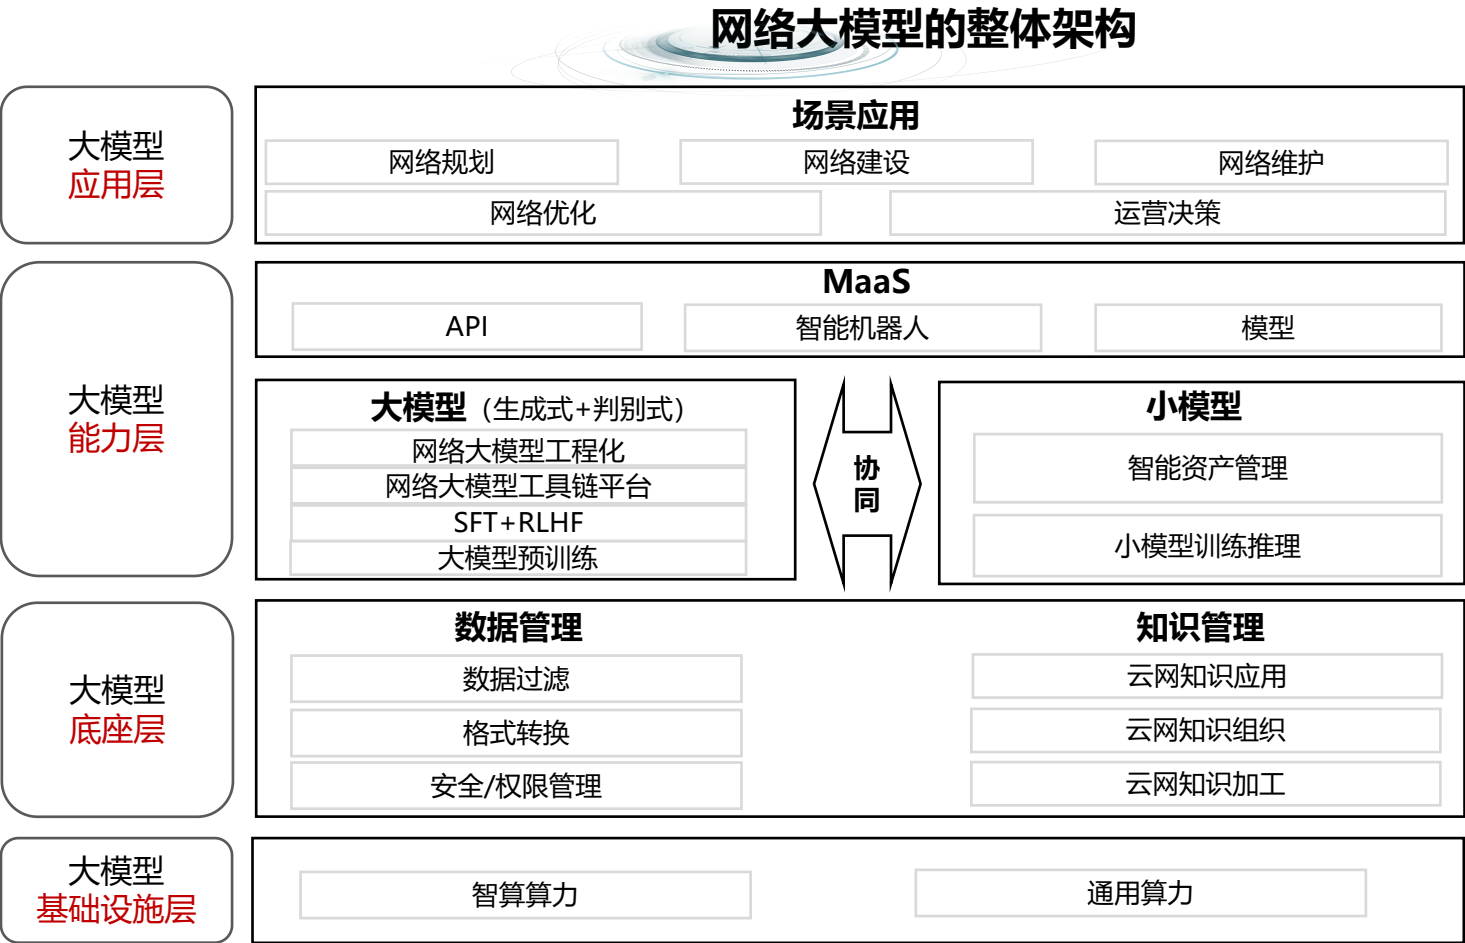 网络大模型的整体架构
大模型
应用层
场景应用
网络规划
网络建设
网络维护
网络优化
运营决策
大模型
能力层
MaaS
API
智能机器人
模型
大模型（生成式+判别式）
网络大模型工程化
网络大模型工具链平台
SFT+RLHF
大模型预训练
协
同
小模型
智能资产管理
小模型训练推理
大模型
底座层
数据管理
数据过滤
格式转换
安全/权限管理
知识管理
云网知识应用
云网知识组织
云网知识加工
大模型
基础设施层
智算算力
通用算力